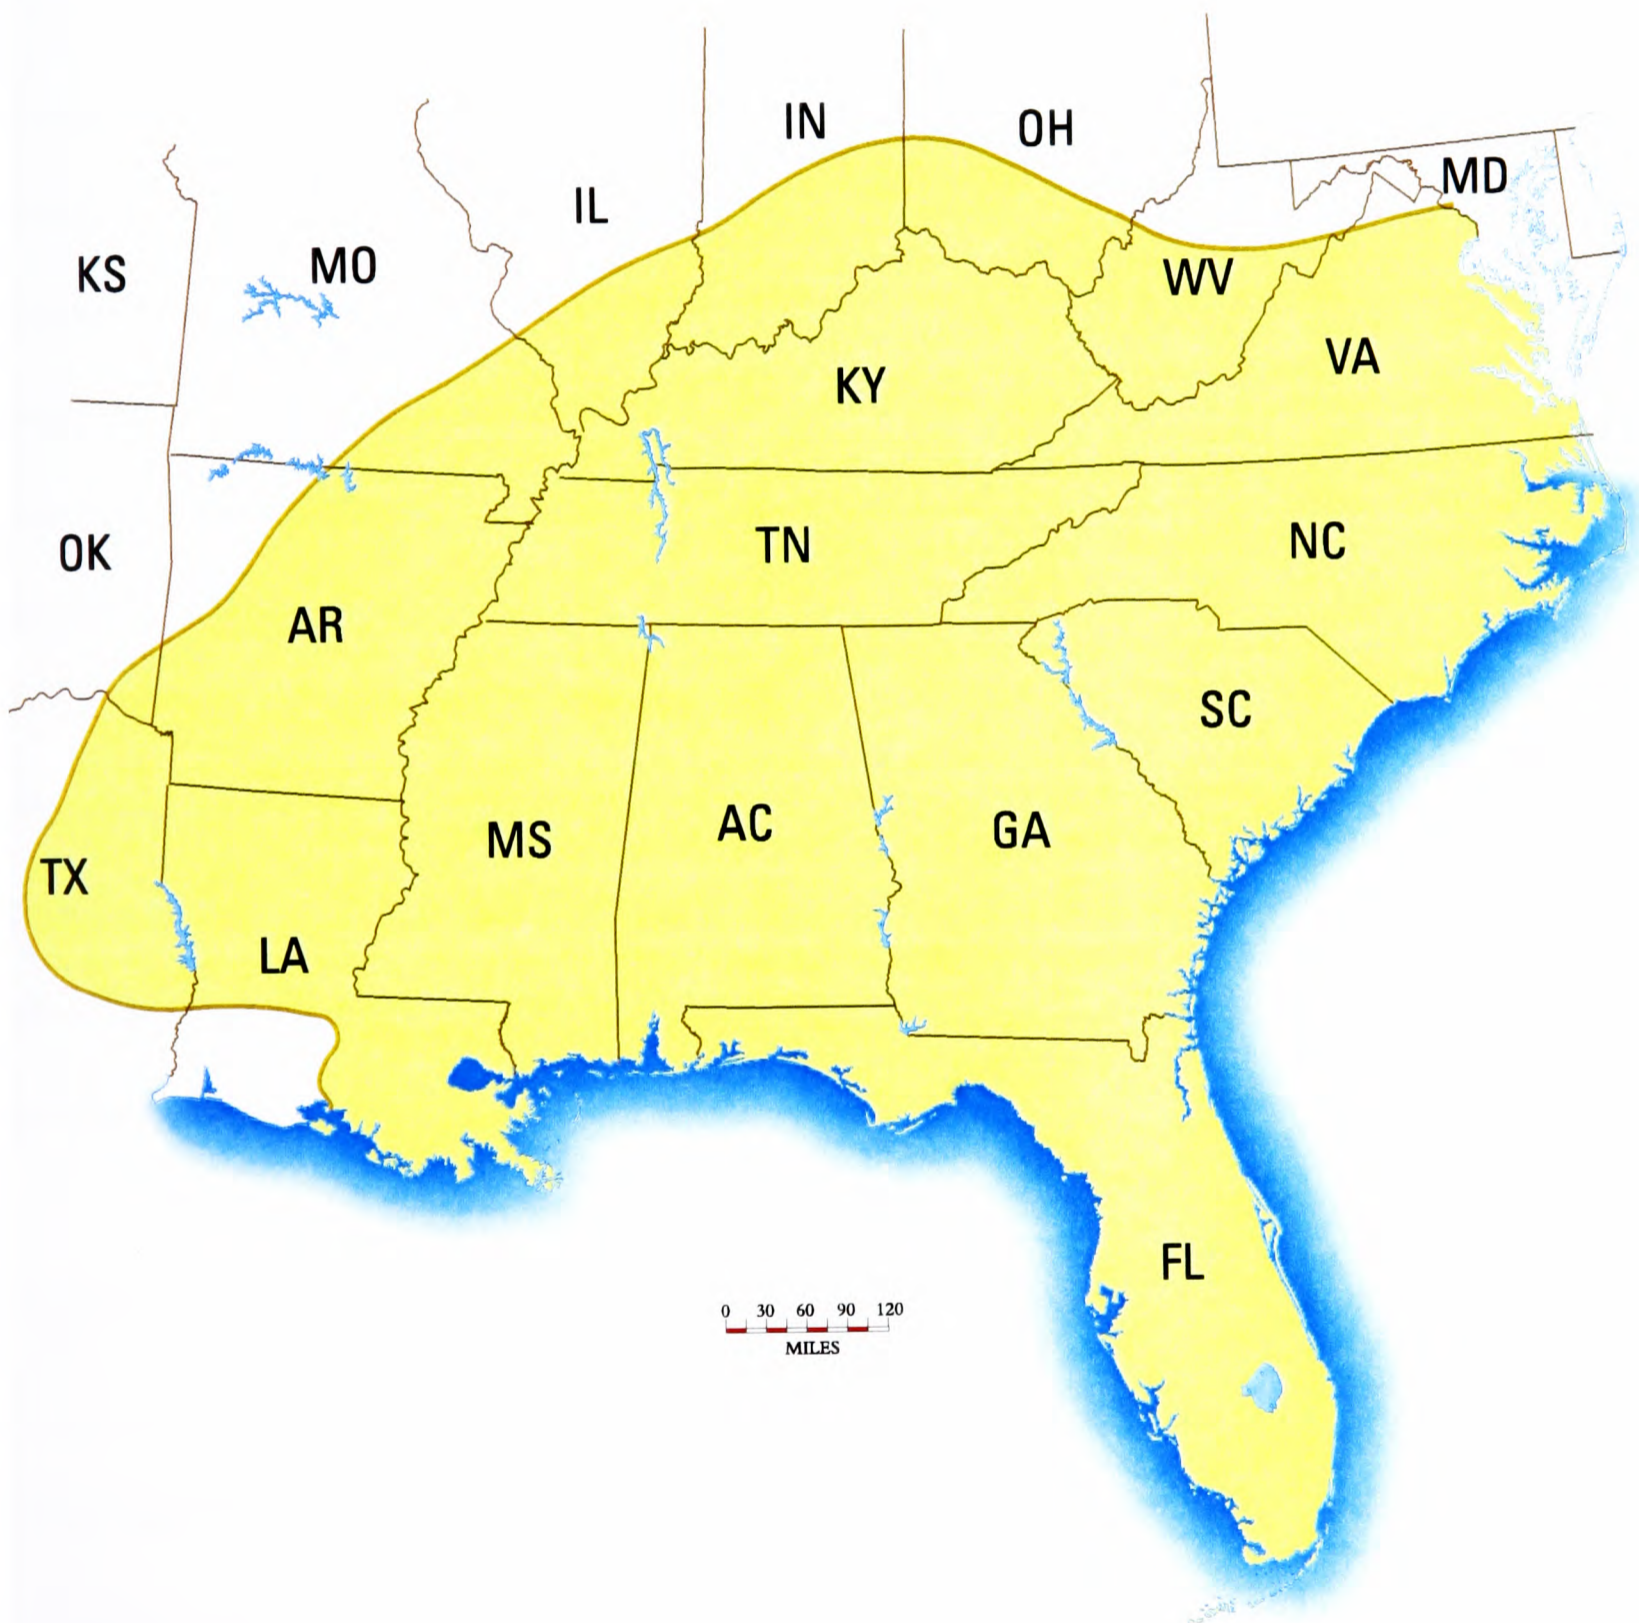 IN
OH
MD
IL
KS
MO
WV
VA
KY
OK
TN
NC
AR
SC
MS
AC
GA
TX
LA
FL
0 30 60 90 120
MILES